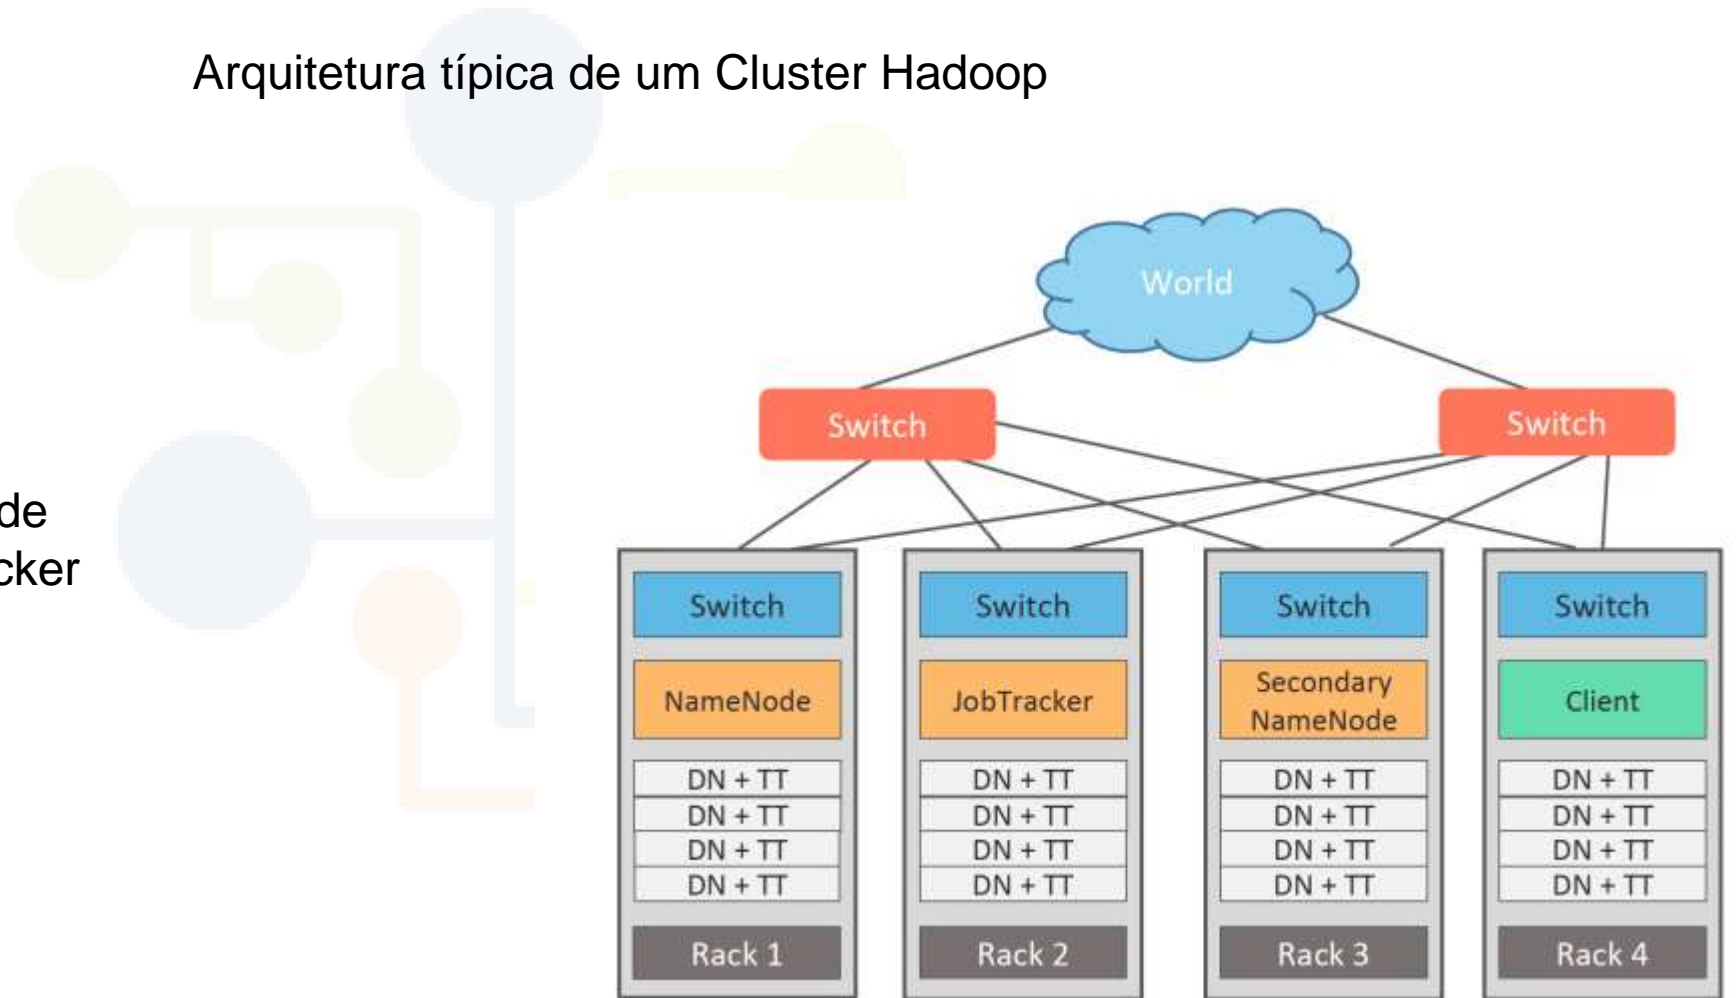 Arquitetura típica de um Cluster Hadoop
World
Switch Switch
de
cker
Switch Switch Switch Switch
NameNode JobTracker Secondary NameNode Client
DN + TT DN + TT DN + TT DN + TT
DN + TT DN + TT DN + TT DN + TT
DN + TT DN + TT DN + TT DN + TT
DN + TT DN + TT DN + TT DN + TT
Rack 1 Rack 2 Rack 3 Rack 4